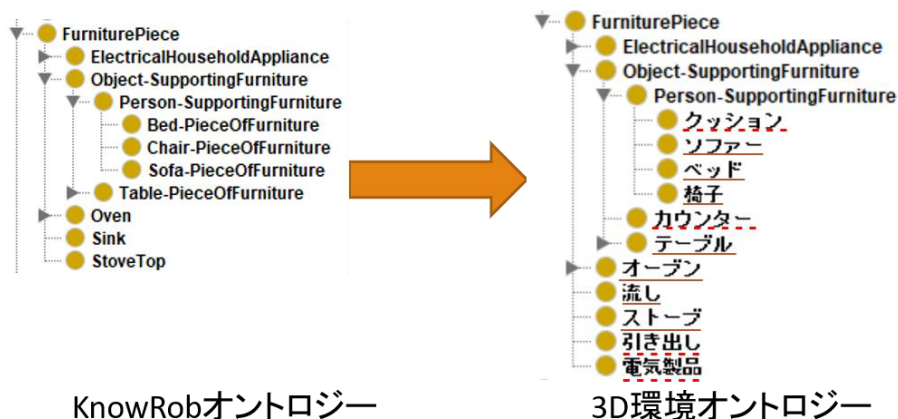 FurniturePiece
ElectricalHouseholdAppliance
Object-SupportingFurniture
Person-SupportingFurniture
Bed-PieceOfFurniture
Chair-PieceOfFurniture
Sofa-PieceOfFurniture
Table-PieceOfFurniture
Oven
Sink
StoveTop
KnowRobオントロジー
FurniturePiece
ElectricalHouseholdAppliance
Object-SupportingFurniture
Person-SupportingFurniture
クッション
ソファー
ベッド
椅子
カウンター
テーブル
オーブン
流し
ストーブ
引き出し
電気製品
3D環境オントロジー